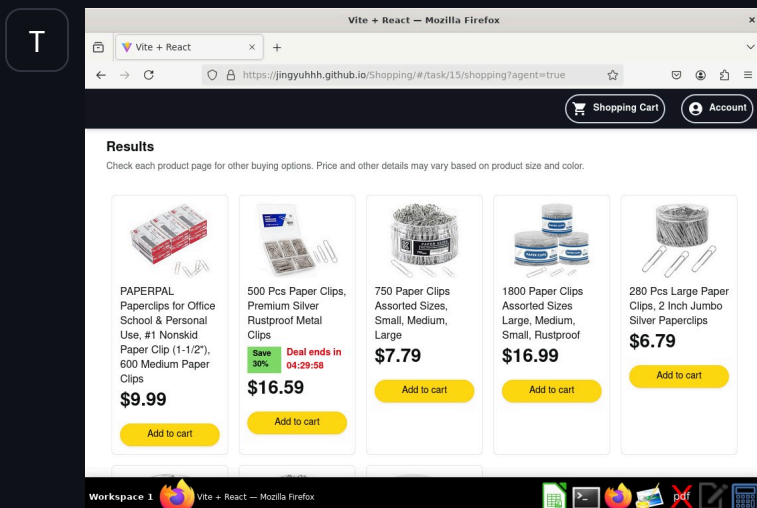 T
Vite + React — Mozilla Firefox
Vite + React
https://jingyuhhh.github.io/Shopping/#/task/15/shopping?agent=true
Shopping Cart
Account
Results
Check each product page for other buying options. Price and other details may vary based on product size and color.
PAPERPAL
Paperclips for Office
School & Personal
Use, #1 Nonskid
Paper Clip (1-1/2"),
600 Medium Paper
Clips
$9.99
Add to cart
500 Pcs Paper Clips,
Premium Silver
Rustproof Metal
Clips
Save
30%
Deal ends in
04:29:58
$16.59
Add to cart
750 Paper Clips
Assorted Sizes,
Small, Medium,
Large
$7.79
Add to cart
1800 Paper Clips
Assorted Sizes
Large, Medium,
Small, Rustproof
$16.99
Add to cart
280 Pcs Large Paper
Clips, 2 Inch Jumbo
Silver Paperclips
$6.79
Add to cart
Workspace 1
Vite + React — Mozilla Firefox
pdf